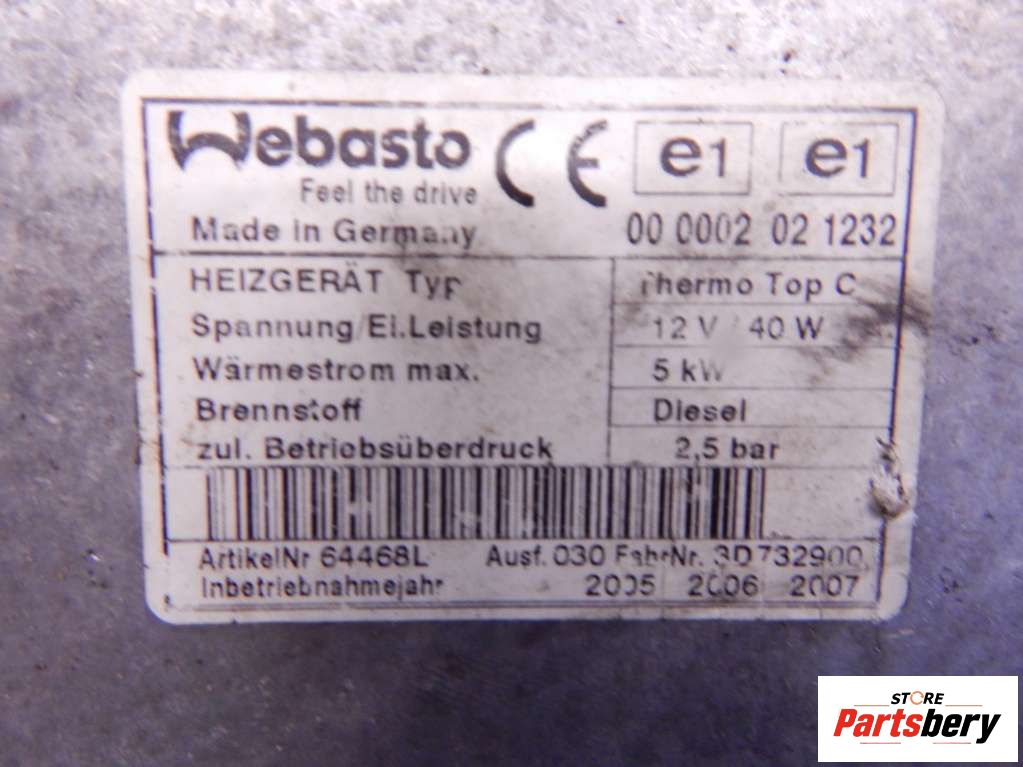 Webasto CE e1 e1
Feel the drive
Made in Germany 00 0002 02 1232
HEIZGERÄT Typ Thermo Top C
Spannung/El.Leistung 12 V / 40 W
Wärmestrom max. 5 kW
Brennstoff Diesel
zul. Betriebsüberdruck 2,5 bar
ArtikelNr 64468L Ausf. 030 FabrNr. 3D732900
Inbetriebnahmejahr 2005 2006 2007
STORE
Partsbery